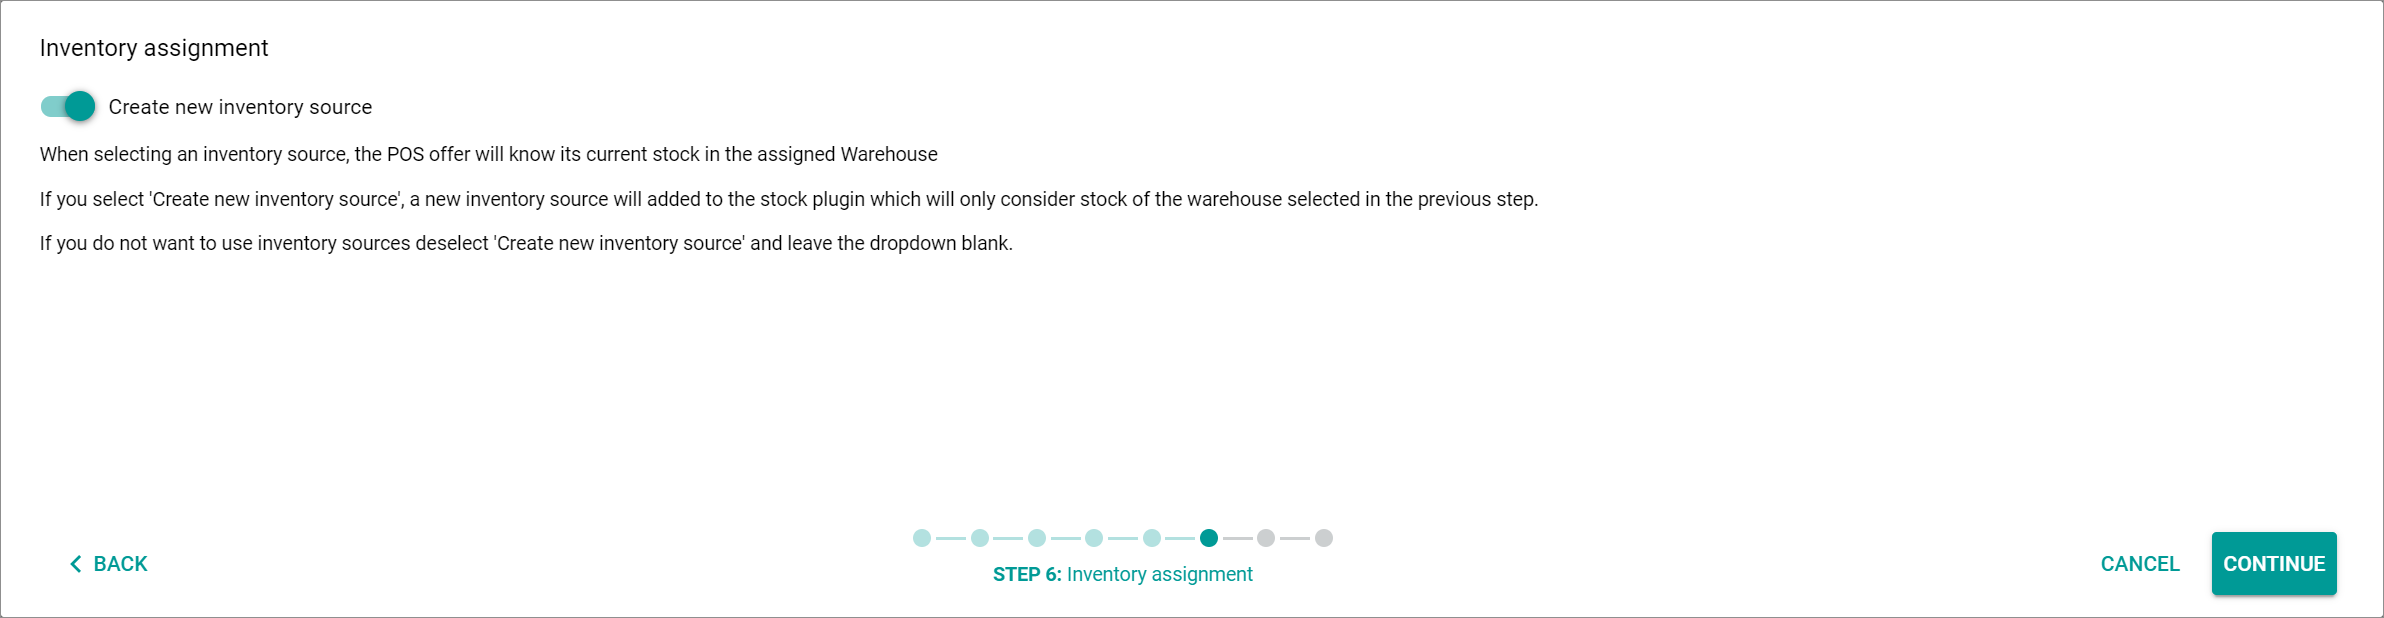 Inventory assignment
Create new inventory source
When selecting an inventory source, the POS offer will know its current stock in the assigned Warehouse
If you select 'Create new inventory source', a new inventory source will added to the stock plugin which will only consider stock of the warehouse selected in the previous step.
If you do not want to use inventory sources deselect 'Create new inventory source' and leave the dropdown blank.
BACK
STEP 6: Inventory assignment
CANCEL
CONTINUE